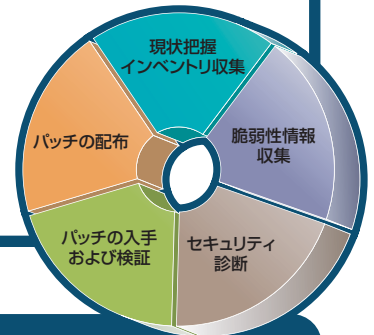 現状把握
インベントリ収集
脆弱性情報
収集
セキュリティ
診断
パッチの入手
および検証
パッチの配布